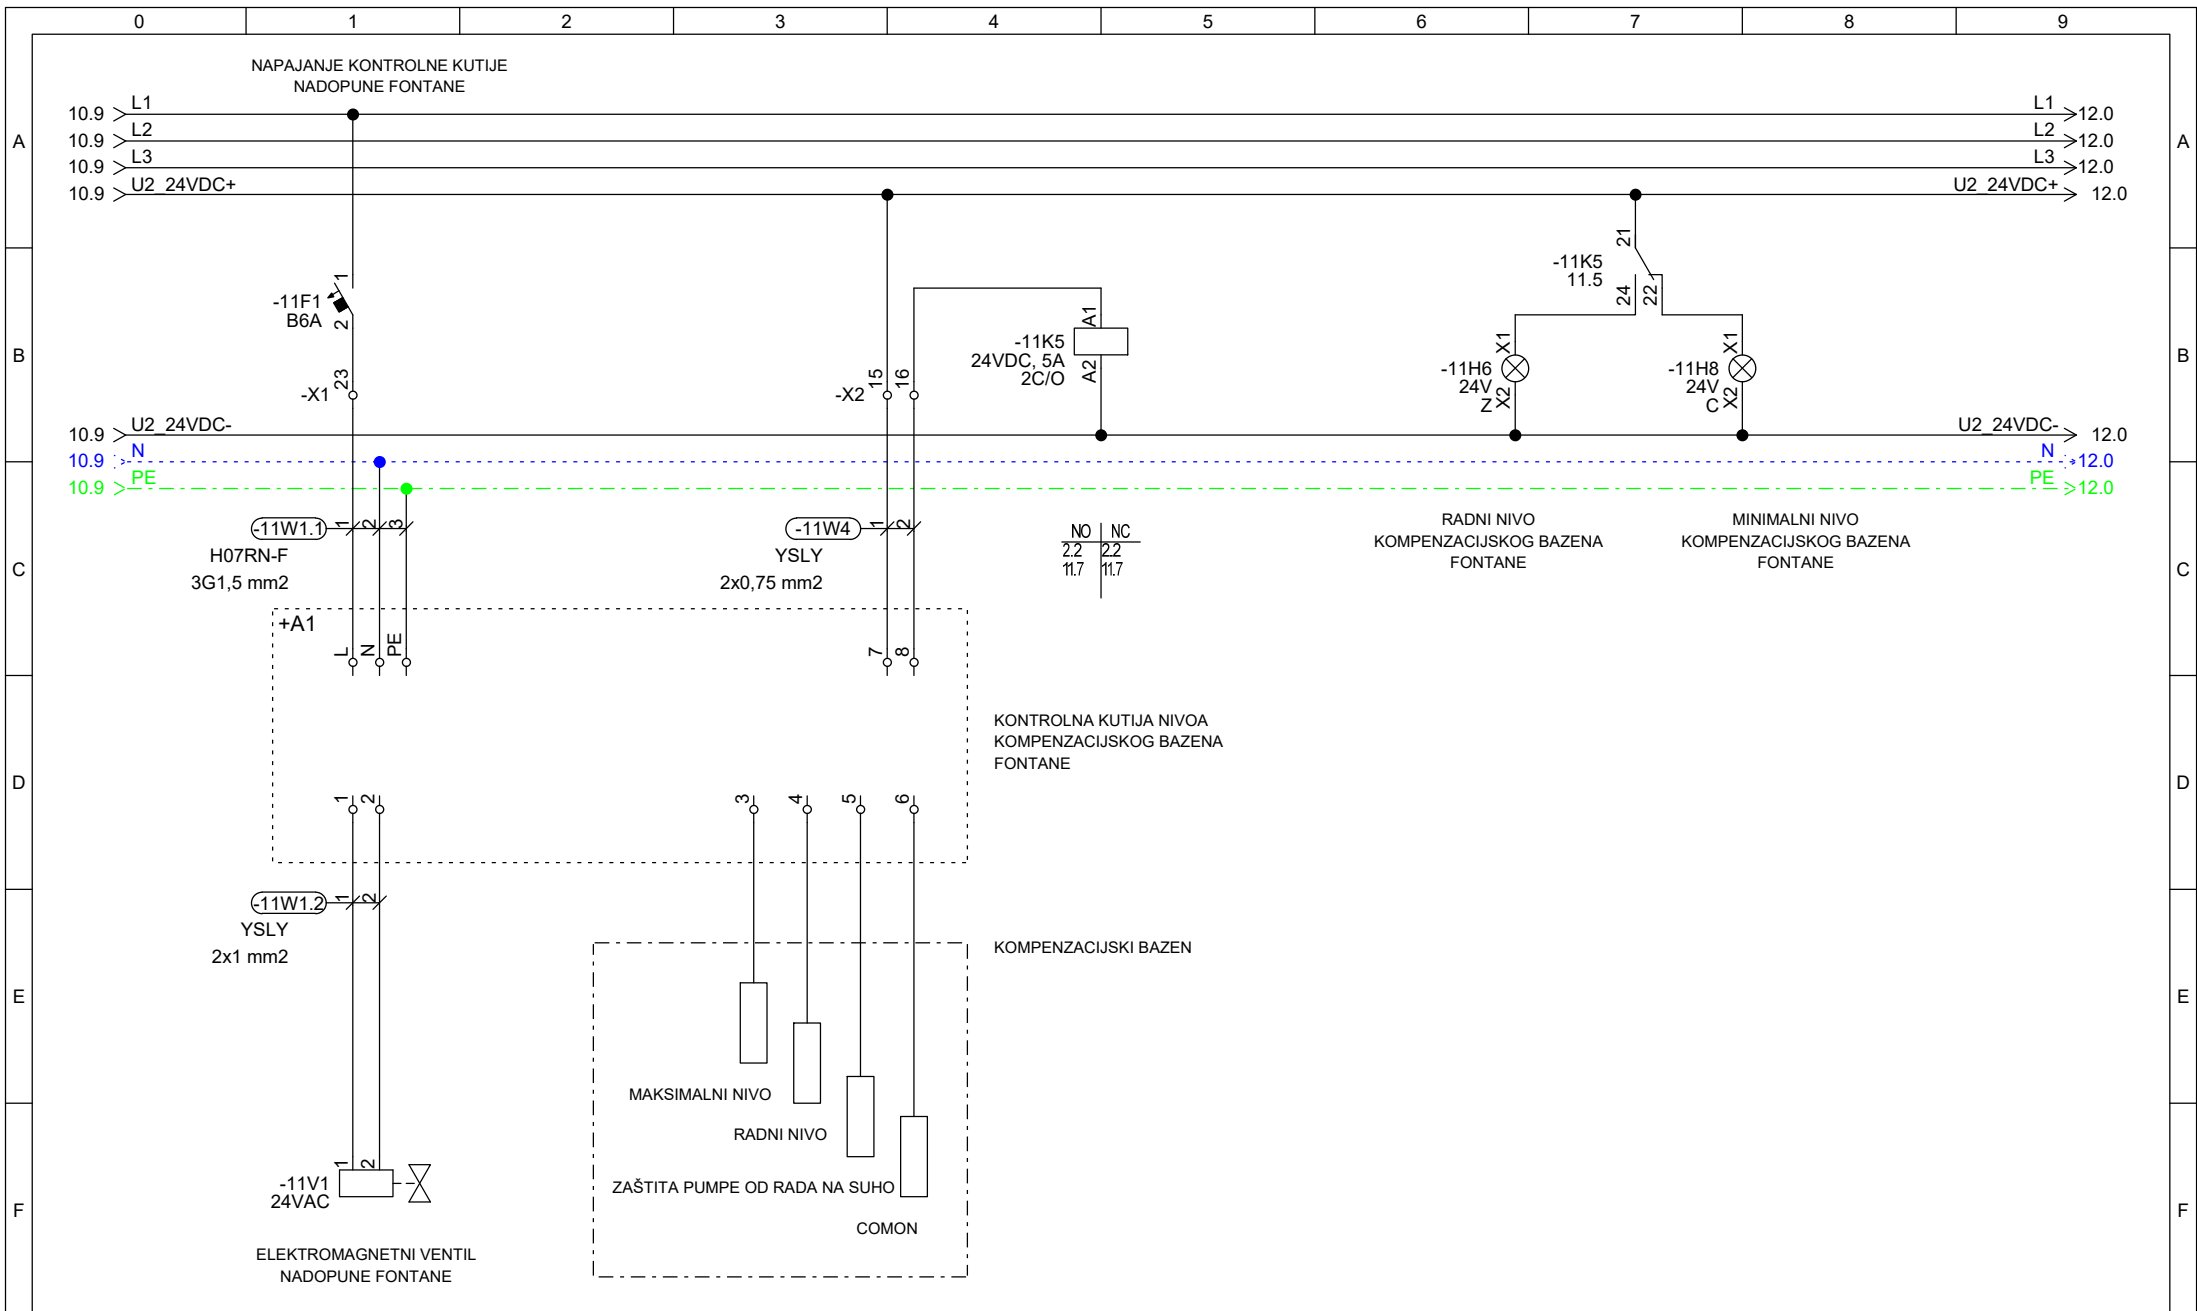 0 1 2 3 4 5 6 7 8 9
NAPAJANJE KONTROLNE KUTIJE
NADOPUNE FONTANE
10.9 L1 L1 12.0
A 10.9 L2 L2 12.0 A
10.9 L3 L3 12.0
10.9 U2_24VDC+ U2_24VDC+ 12.0
1
-11F1
B6A
2
-X1 23
-X2 15 16
-11K5
24VDC, 5A
2C/O
A1
A2
21
-11K5
11.5
24 22
X1
-11H6
24V
Z X2
X1
-11H8
24V
C X2
B B
10.9 U2_24VDC- U2_24VDC- 12.0
10.9 N N 12.0
10.9 PE PE 12.0
-11W1.1 1 2 3
H07RN-F
3G1,5 mm2
-11W4 1 2
YSLY
2x0,75 mm2
NO NC
2.2 2.2
11.7 11.7
RADNI NIVO
KOMPENZACIJSKOG BAZENA
FONTANE
MINIMALNI NIVO
KOMPENZACIJSKOG BAZENA
FONTANE
C C
+A1
L N PE 7 8
KONTROLNA KUTIJA NIVOA
KOMPENZACIJSKOG BAZENA
FONTANE
D D
1 2 3 4 5 6
-11W1.2 1 2
YSLY
2x1 mm2
KOMPENZACIJSKI BAZEN
E E
MAKSIMALNI NIVO
RADNI NIVO
ZAŠTITA PUMPE OD RADA NA SUHO
COMON
1 2
-11V1
24VAC
F F
ELEKTROMAGNETNI VENTIL
NADOPUNE FONTANE